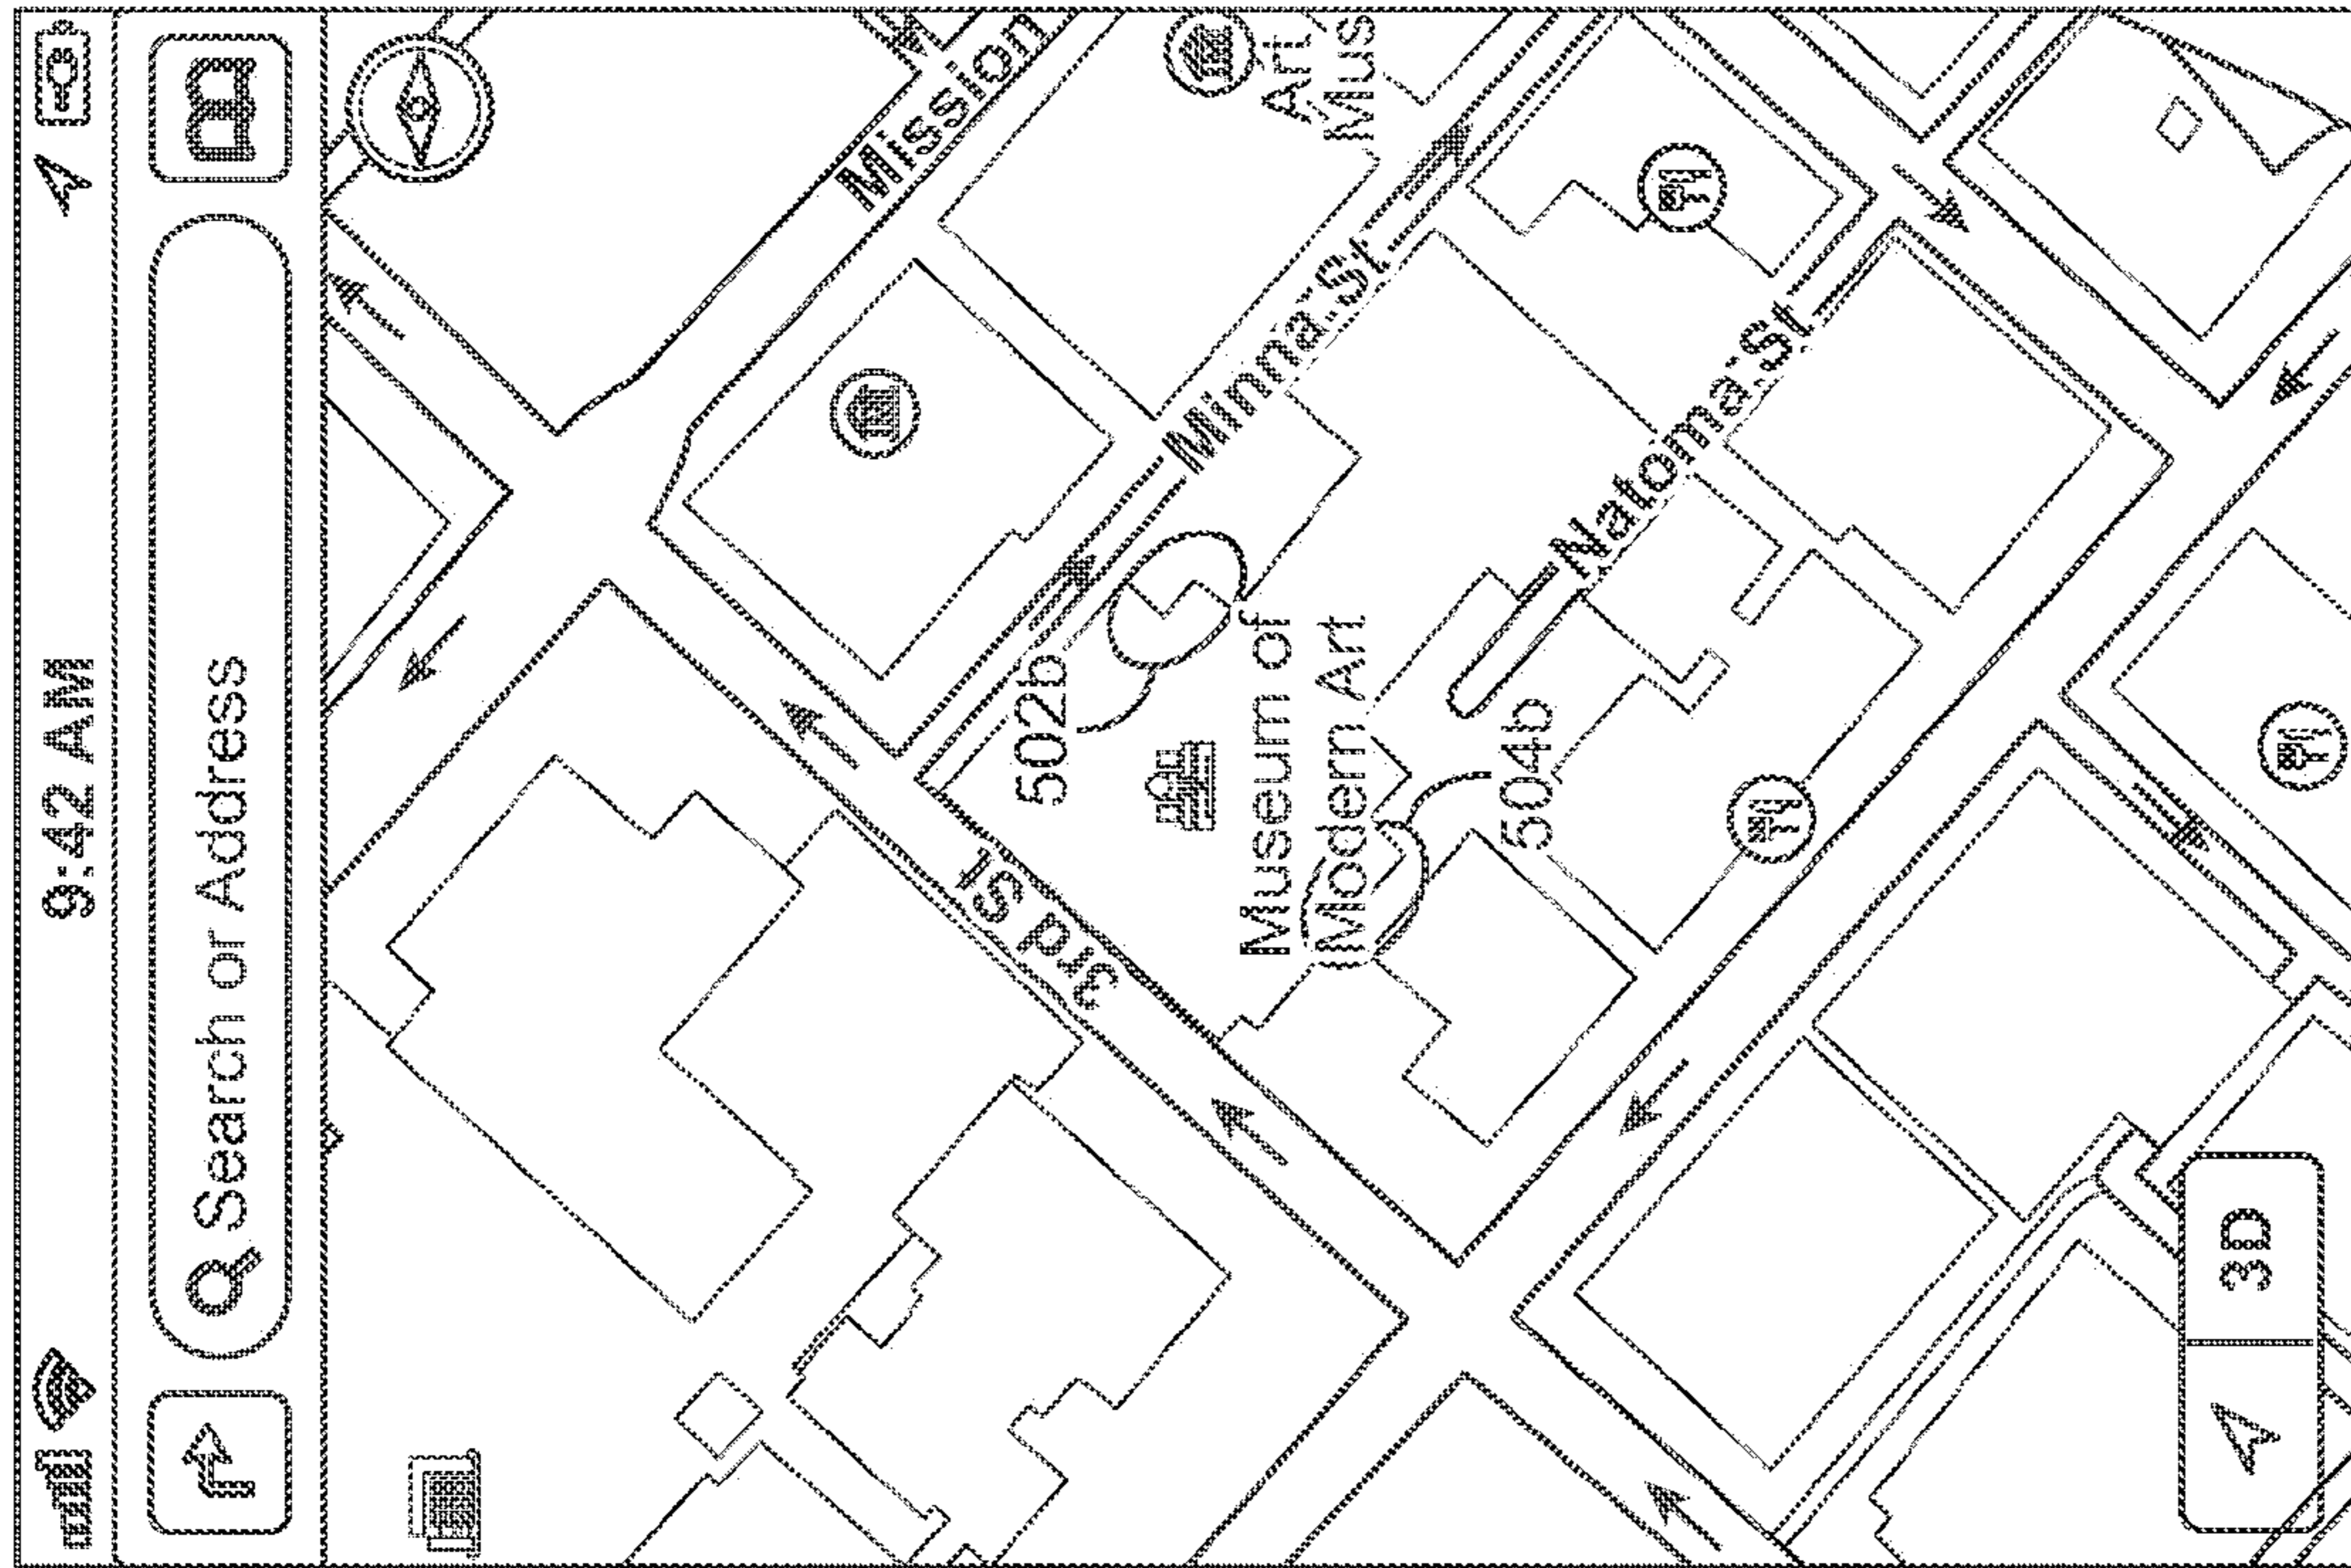 9:42 AM
Search or Address
Mission
Art
Mus
Minna St
3rd St
502b
Museum of
Modern Art
Natoma St
504b
3D